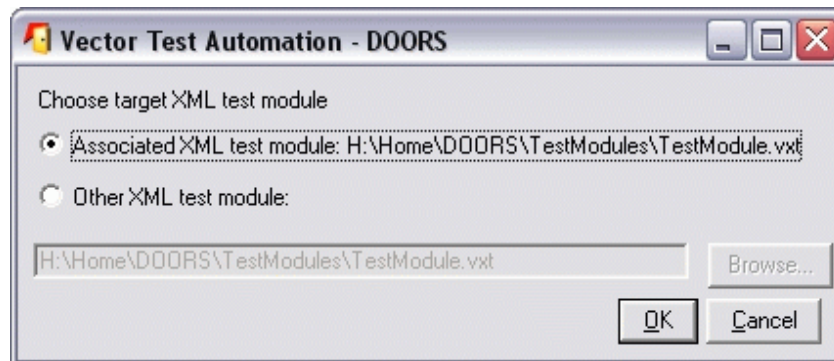 Vector Test Automation - DOORS
Choose target XML test module
Associated XML test module: H:\Home\DOORS\TestModules\TestModule.vxt
Other XML test module:
H:\Home\DOORS\TestModules\TestModule.vxt
Browse...
OK Cancel